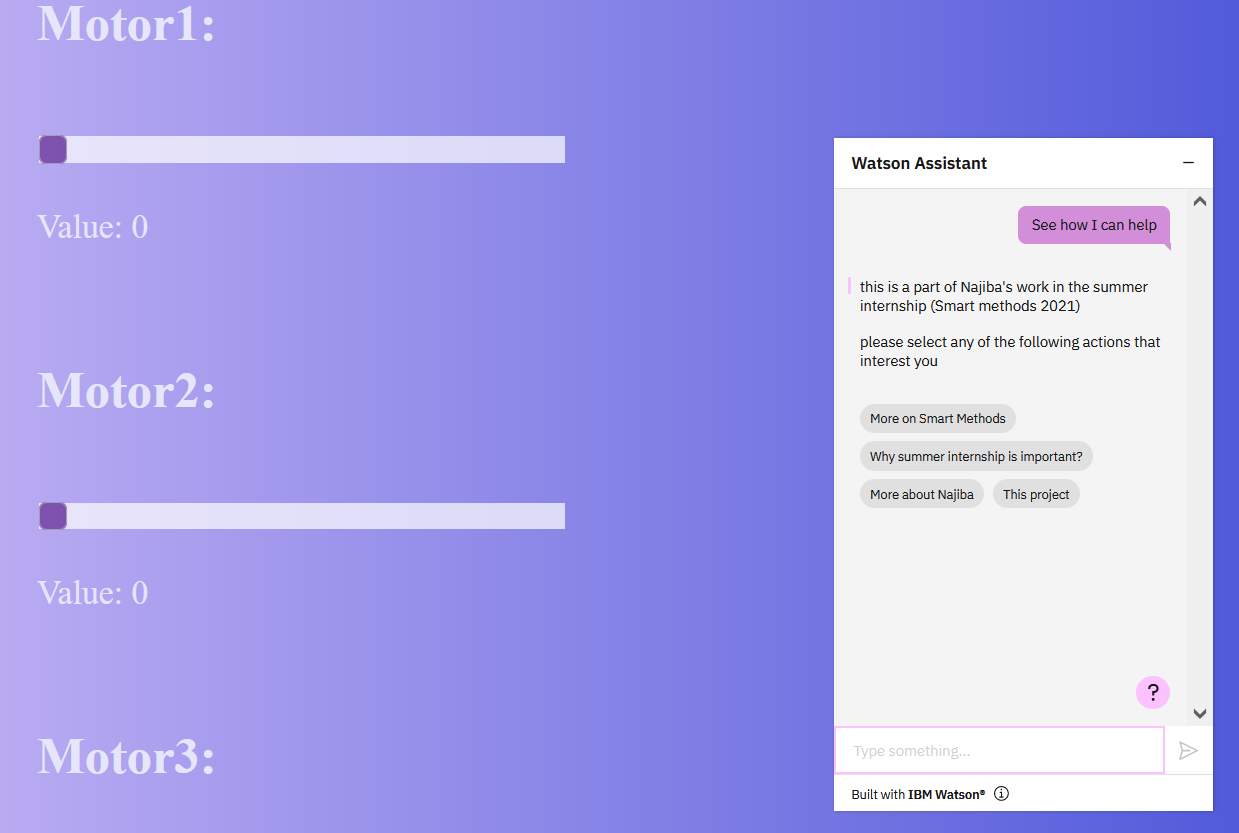 Motor1:
Value: 0
Motor2:
Value: 0
Motor3:
Watson Assistant
See how I can help
this is a part of Najiba's work in the summer
internship (Smart methods 2021)
please select any of the following actions that
interest you
More on Smart Methods
Why summer internship is important?
More about Najiba
This project
?
Type something...
Built with IBM Watson®